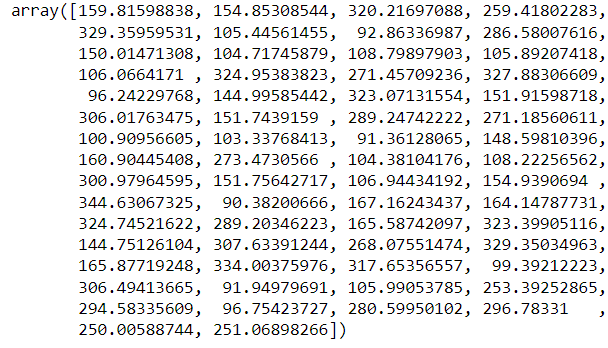 array([159.81598838, 154.85308544, 320.21697088, 259.41802283,
329.35959531, 105.44561455, 92.86336987, 286.58007616,
150.01471308, 104.71745879, 108.79897903, 105.89207418,
106.0664171 , 324.95383823, 271.45709236, 327.88306609,
96.24229768, 144.99585442, 323.07131554, 151.91598718,
306.01763475, 151.7439159 , 289.24742222, 271.18560611,
100.90956605, 103.33768413, 91.36128065, 148.59810396,
160.90445408, 273.4730566 , 104.38104176, 108.22256562,
300.97964595, 151.75642717, 106.94434192, 154.9390694 ,
344.63067325, 90.38200666, 167.16243437, 164.14787731,
324.74521622, 289.20346223, 165.58742097, 323.39905116,
144.75126104, 307.63391244, 268.07551474, 329.35034963,
165.87719248, 334.00375976, 317.65356557, 99.39212223,
306.49413665, 91.94979691, 105.99053785, 253.39252865,
294.58335609, 96.75423727, 280.59950102, 296.78331 ,
250.00588744, 251.06898266])